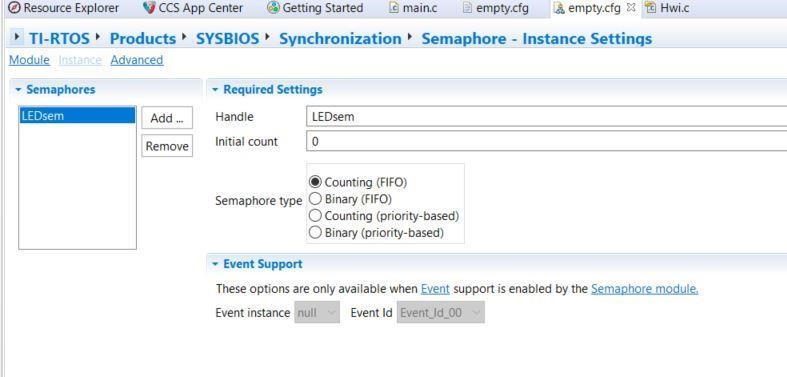 Resource Explorer CCS App Center Getting Started main.c empty.cfg empty.cfg Hwi.c
TI-RTOS Products SYSBIOS Synchronization Semaphore - Instance Settings
Module Instance Advanced
Semaphores
LEDsem
Add ...
Remove
Required Settings
Handle LEDsem
Initial count 0
Semaphore type
Counting (FIFO)
Binary (FIFO)
Counting (priority-based)
Binary (priority-based)
Event Support
These options are only available when Event support is enabled by the Semaphore module.
Event instance null Event Id Event_Id_00